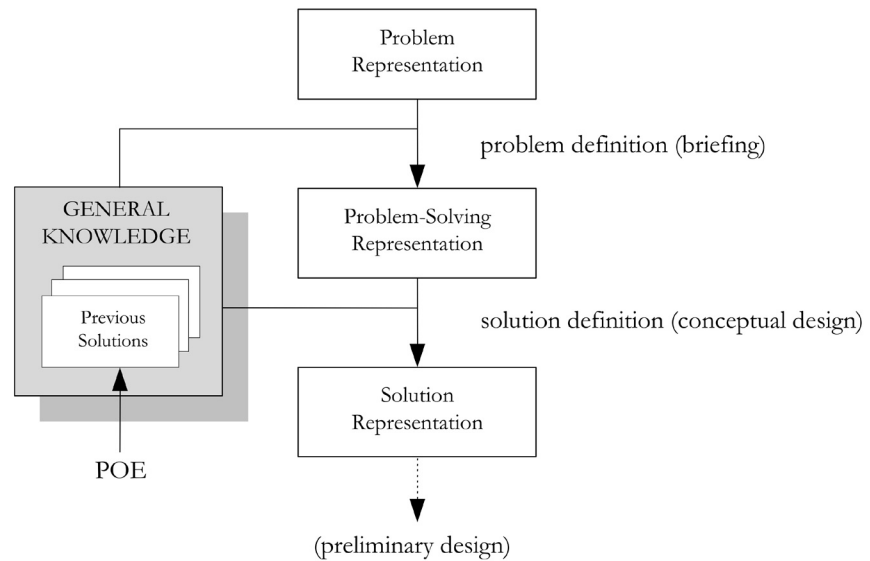 Problem
Representation
problem definition (briefing)
GENERAL
KNOWLEDGE
Problem-Solving
Representation
Previous
Solutions
solution definition (conceptual design)
Solution
Representation
POE
(preliminary design)